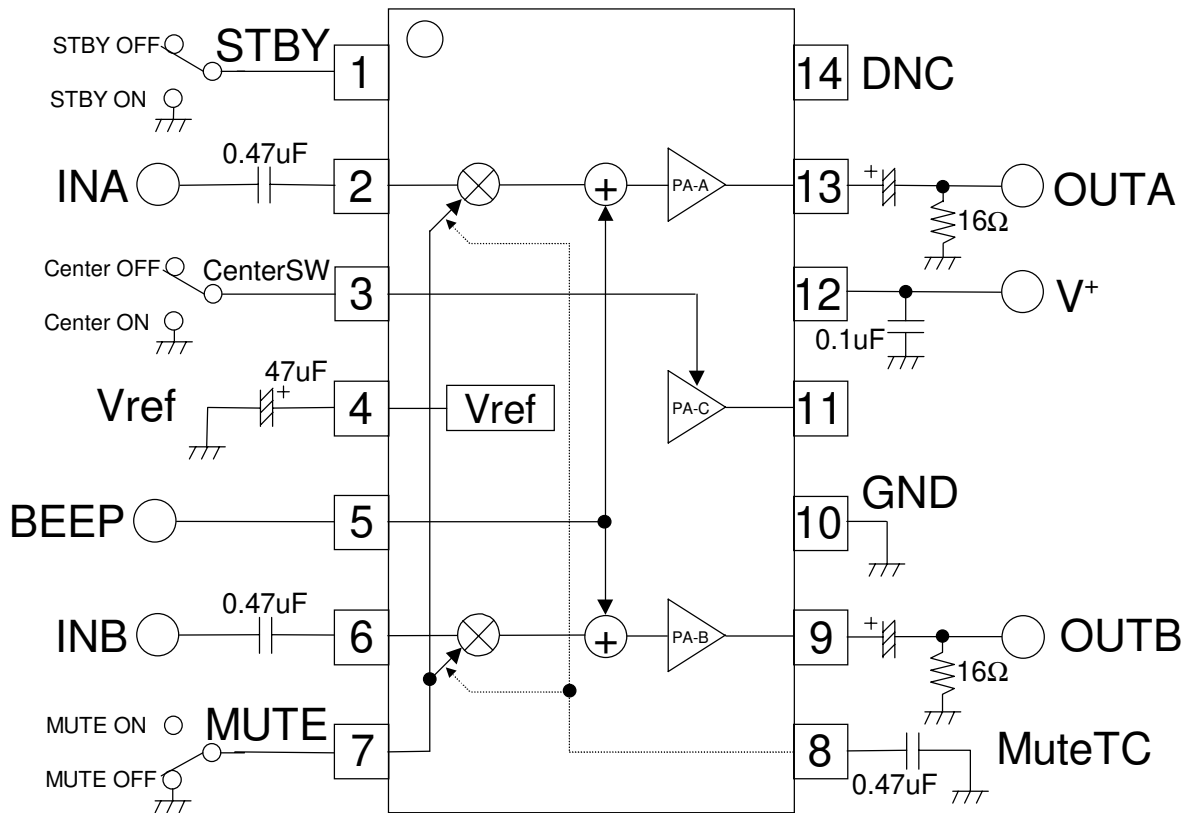 STBY OFF
STBY
1
14
DNC
STBY ON
0.47uF
INA
2
PA-A
13
+
OUTA
16Ω
Center OFF
CenterSW
3
12
V+
Center ON
0.1uF
47uF
+
Vref
4
Vref
PA-C
11
BEEP
5
GND
10
0.47uF
INB
6
PA-B
9
+
OUTB
16Ω
MUTE ON
MUTE
7
8
MuteTC
MUTE OFF
0.47uF